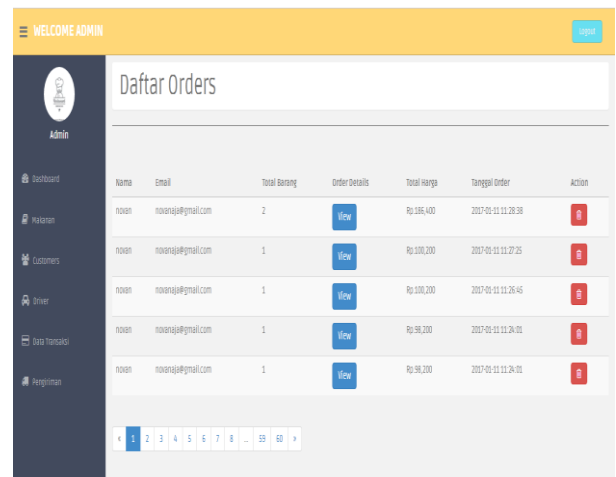 WELCOME ADMIN
Logout
Admin
Dashboard
Makanan
Customers
Driver
Data Transaksi
Pengiriman
Daftar Orders
Nama Email Total Barang Order Details Total Harga Tanggal Order Action
novan novanaja@gmail.com 2 View Rp.186,400 2017-01-11 11:28:38
novan novanaja@gmail.com 1 View Rp.100,200 2017-01-11 11:27:25
novan novanaja@gmail.com 1 View Rp.100,200 2017-01-11 11:26:46
novan novanaja@gmail.com 1 View Rp.98,200 2017-01-11 11:24:01
novan novanaja@gmail.com 1 View Rp.98,200 2017-01-11 11:24:01
« 1 2 3 4 5 6 7 8 ... 59 60 »